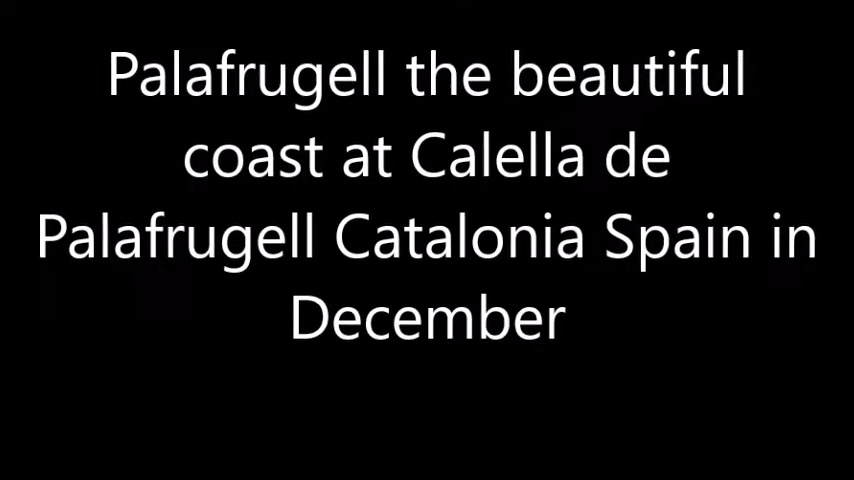 Palafrugell the beautiful
coast at Calella de
Palafrugell Catalonia Spain in
December